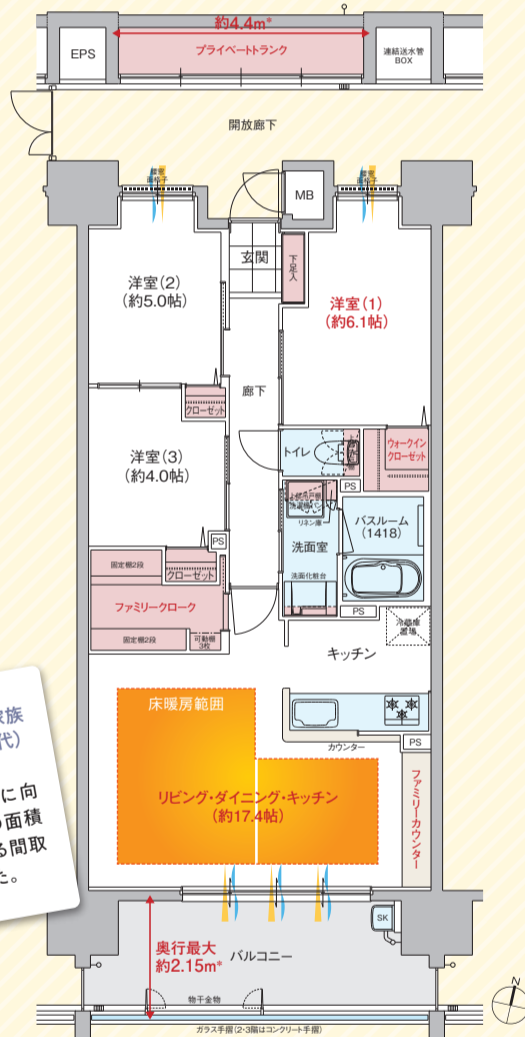 約4.4m*
プライベートトランク
EPS
連結送水管
BOX
開放廊下
MB
玄関
下足入
洋室(2)
(約5.0帖)
洋室(1)
(約6.1帖)
廊下
クローゼット
洋室(3)
(約4.0帖)
トイレ
ウォークイン
クローゼット
PS
リネン庫
洗面室
洗面化粧台
バスルーム
(1418)
PS
PS
固定棚2段
クローゼット
ファミリークローク
固定棚2段
可動棚
3枚
冷蔵庫
置場
キッチン
床暖房範囲
カウンター
PS
リビング・ダイニング・キッチン
(約17.4帖)
ファミリーカウンター
家族
代)
に向
面積
る間取
た。
奥行最大
約2.15m*
バルコニー
SK
物干金物
ガラス手摺(2・3階はコンクリート手摺)
N